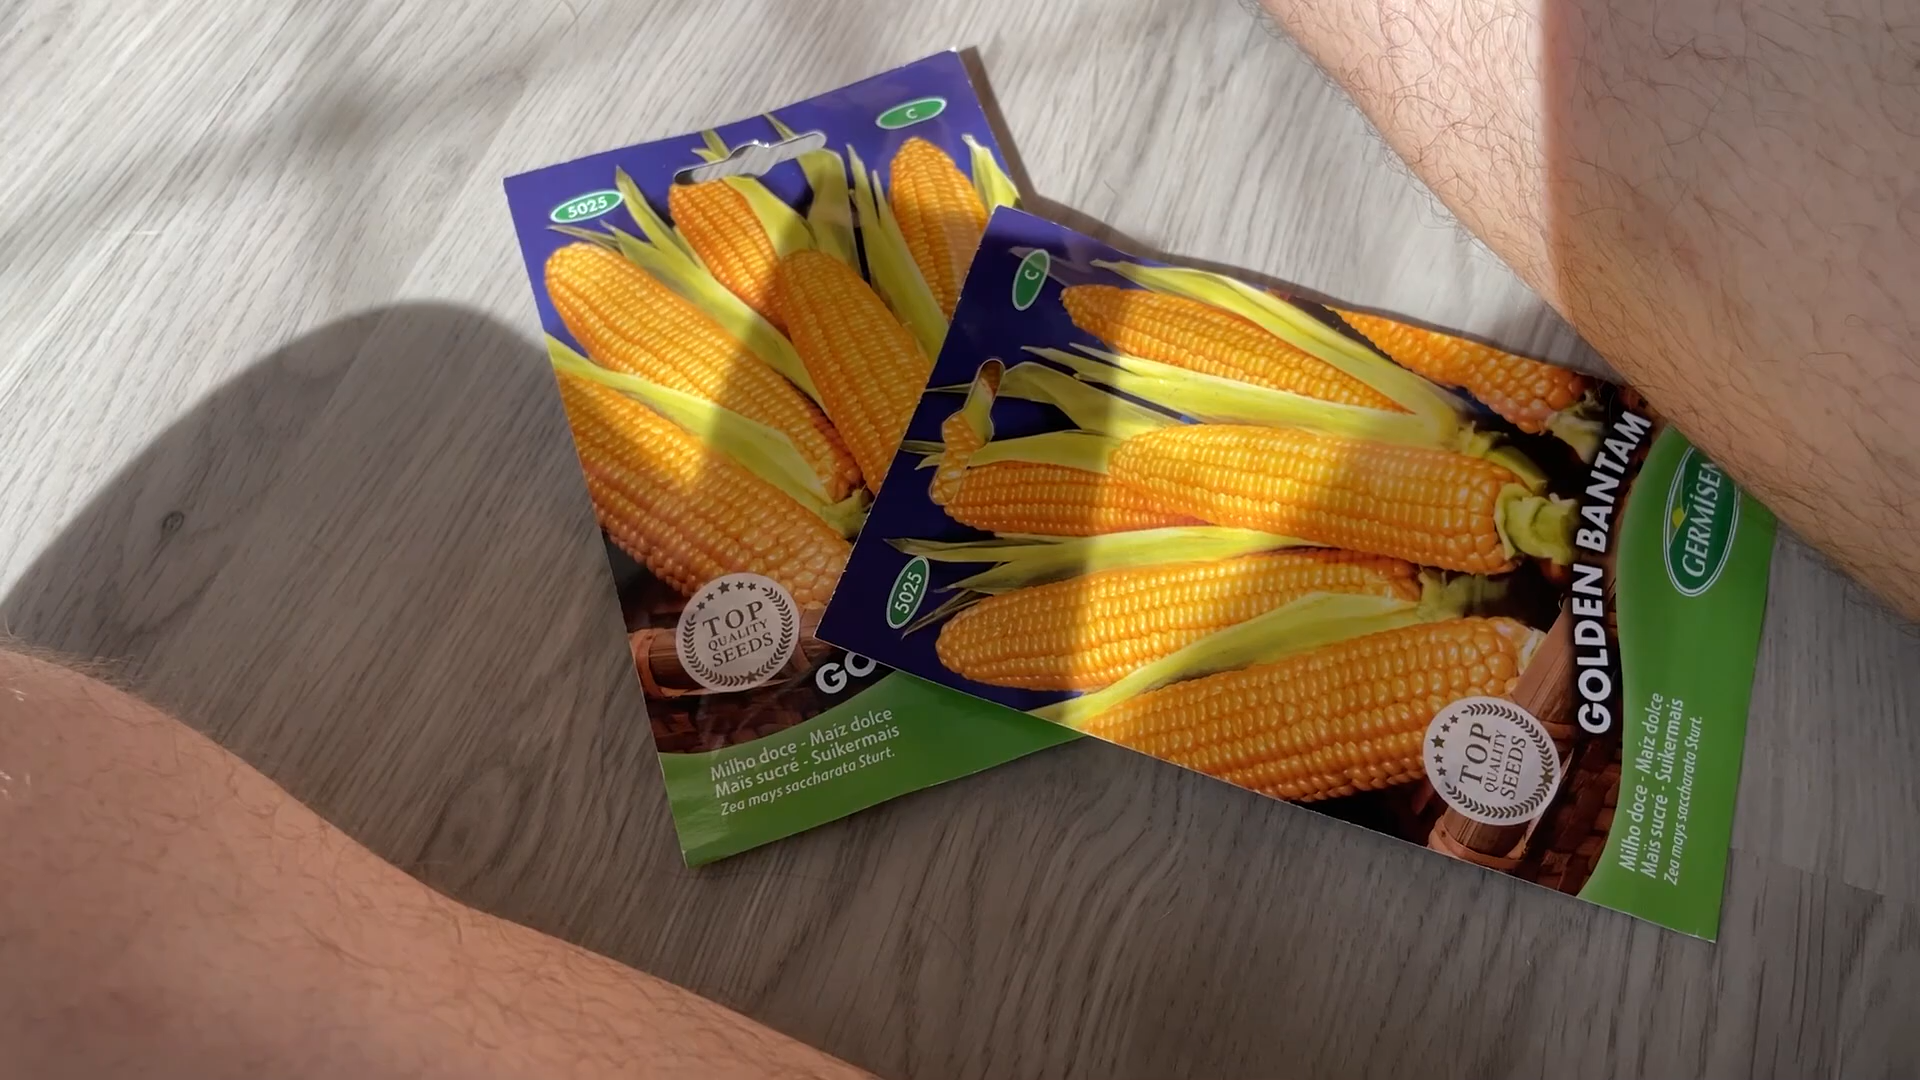 5025
C
TOP
QUALITY
SEEDS
GO
Milho doce - Maiz dolce
Maïs sucré - Suikermais
Zea mays saccharata Sturt.
C
5025
TOP
QUALITY
SEEDS
GOLDEN BANTAM
GERMISEM
Milho doce - Maiz dolce
Maïs sucré - Suikermais
Zea mays saccharata Sturt.